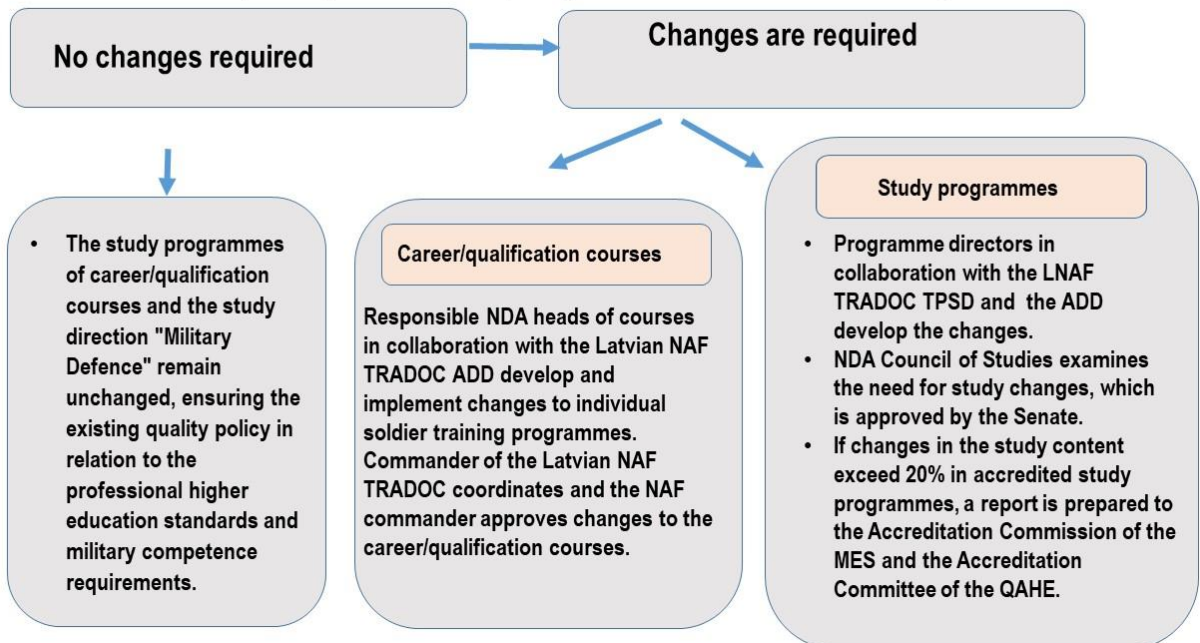 No changes required
Changes are required
• The study programmes
of career/qualification
courses and the study
direction "Military
Defence" remain
unchanged, ensuring the
existing quality policy in
relation to the
professional higher
education standards and
military competence
requirements.
Career/qualification courses
Responsible NDA heads of courses
in collaboration with the Latvian NAF
TRADOC ADD develop and
implement changes to individual
soldier training programmes.
Commander of the Latvian NAF
TRADOC coordinates and the NAF
commander approves changes to the
career/qualification courses.
Study programmes
• Programme directors in
collaboration with the LNAF
TRADOC TPSD and the ADD
develop the changes.
• NDA Council of Studies examines
the need for study changes, which
is approved by the Senate.
• If changes in the study content
exceed 20% in accredited study
programmes, a report is prepared to
the Accreditation Commission of the
MES and the Accreditation
Committee of the QAHE.